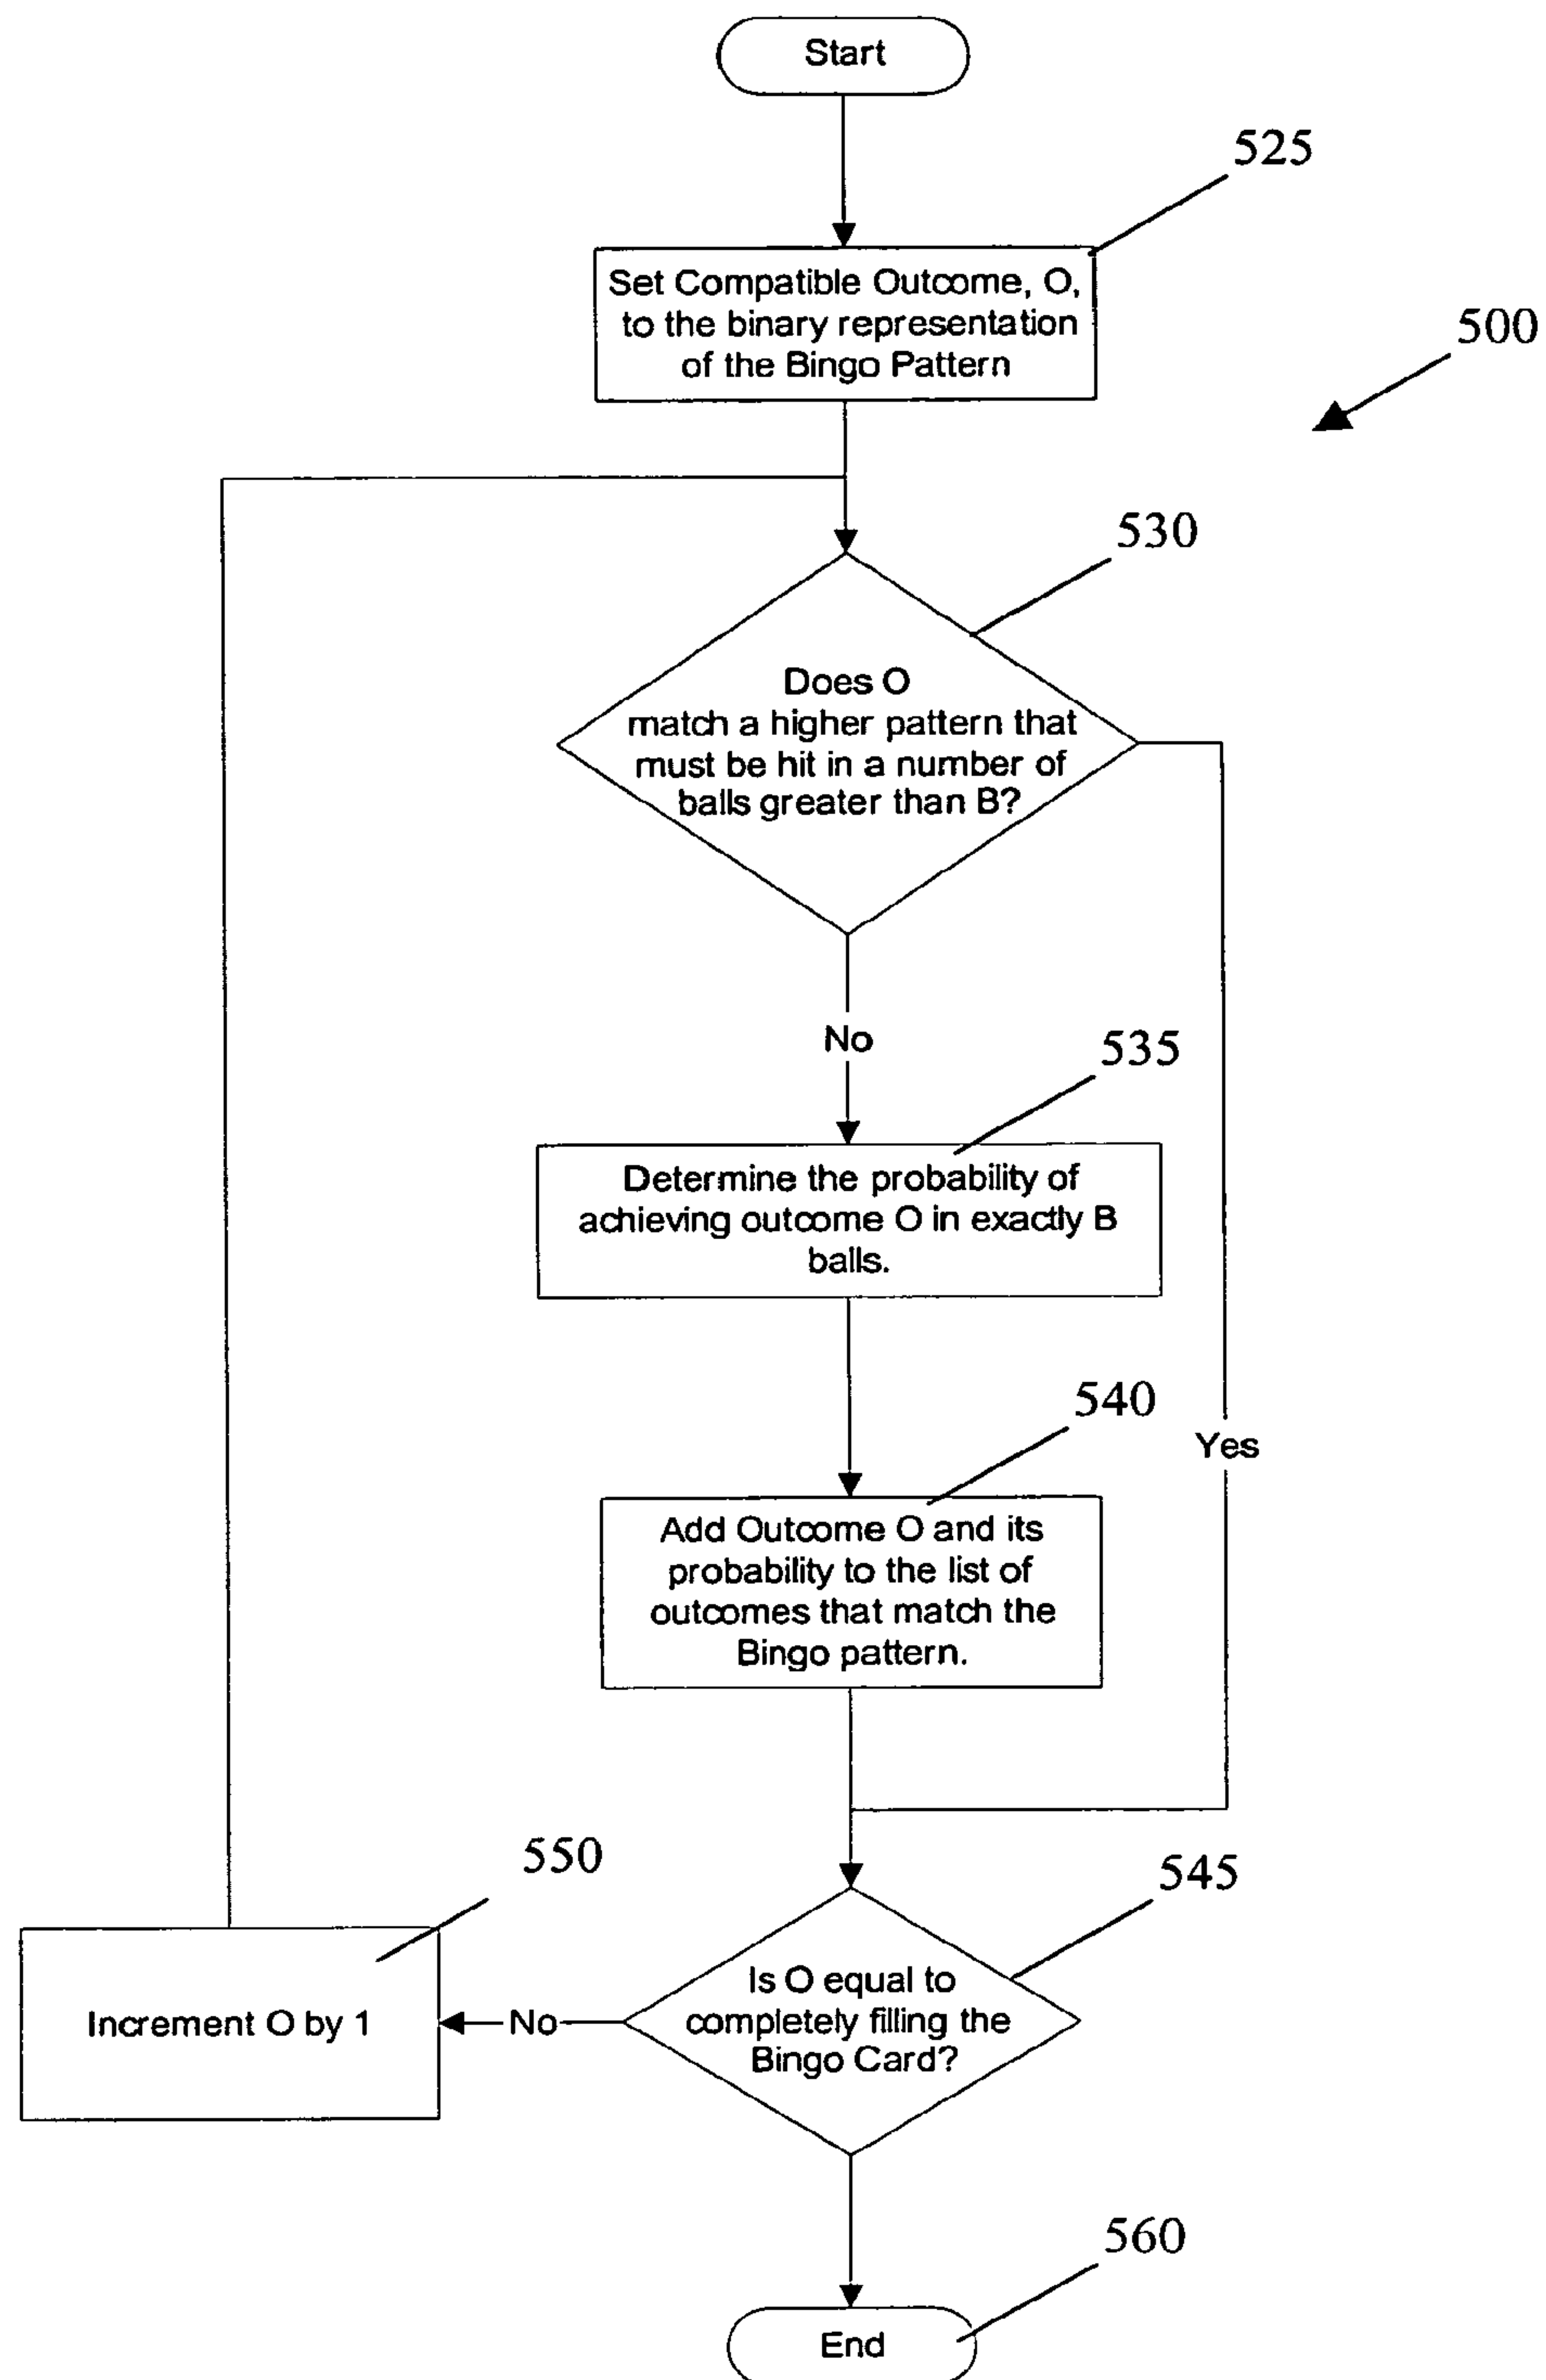 Start
525
Set Compatible Outcome, O,
to the binary representation
of the Bingo Pattern
500
530
Does O
match a higher pattern that
must be hit in a number of
balls greater than B?
No
535
Determine the probability of
achieving outcome O in exactly B
balls.
540
Add Outcome O and its
probability to the list of
outcomes that match the
Bingo pattern.
Yes
550
545
Increment O by 1
No
Is O equal to
completely filling the
Bingo Card?
560
End